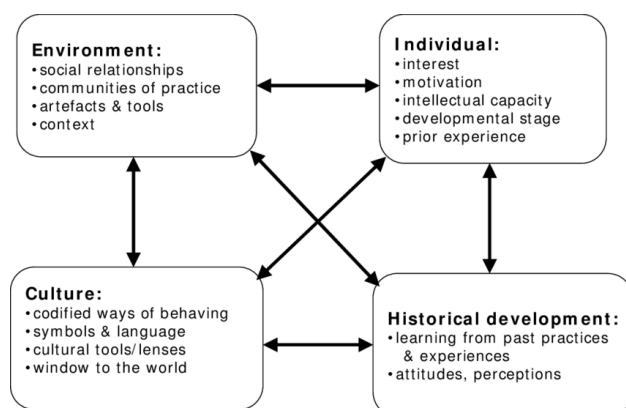 Environment:
•social relationships
•communities of practice
•artefacts & tools
•context
Individual:
•interest
•motivation
•intellectual capacity
•developmental stage
•prior experience
Culture:
•codified ways of behaving
•symbols & language
•cultural tools/lenses
•window to the world
Historical development:
•learning from past practices
& experiences
•attitudes, perceptions